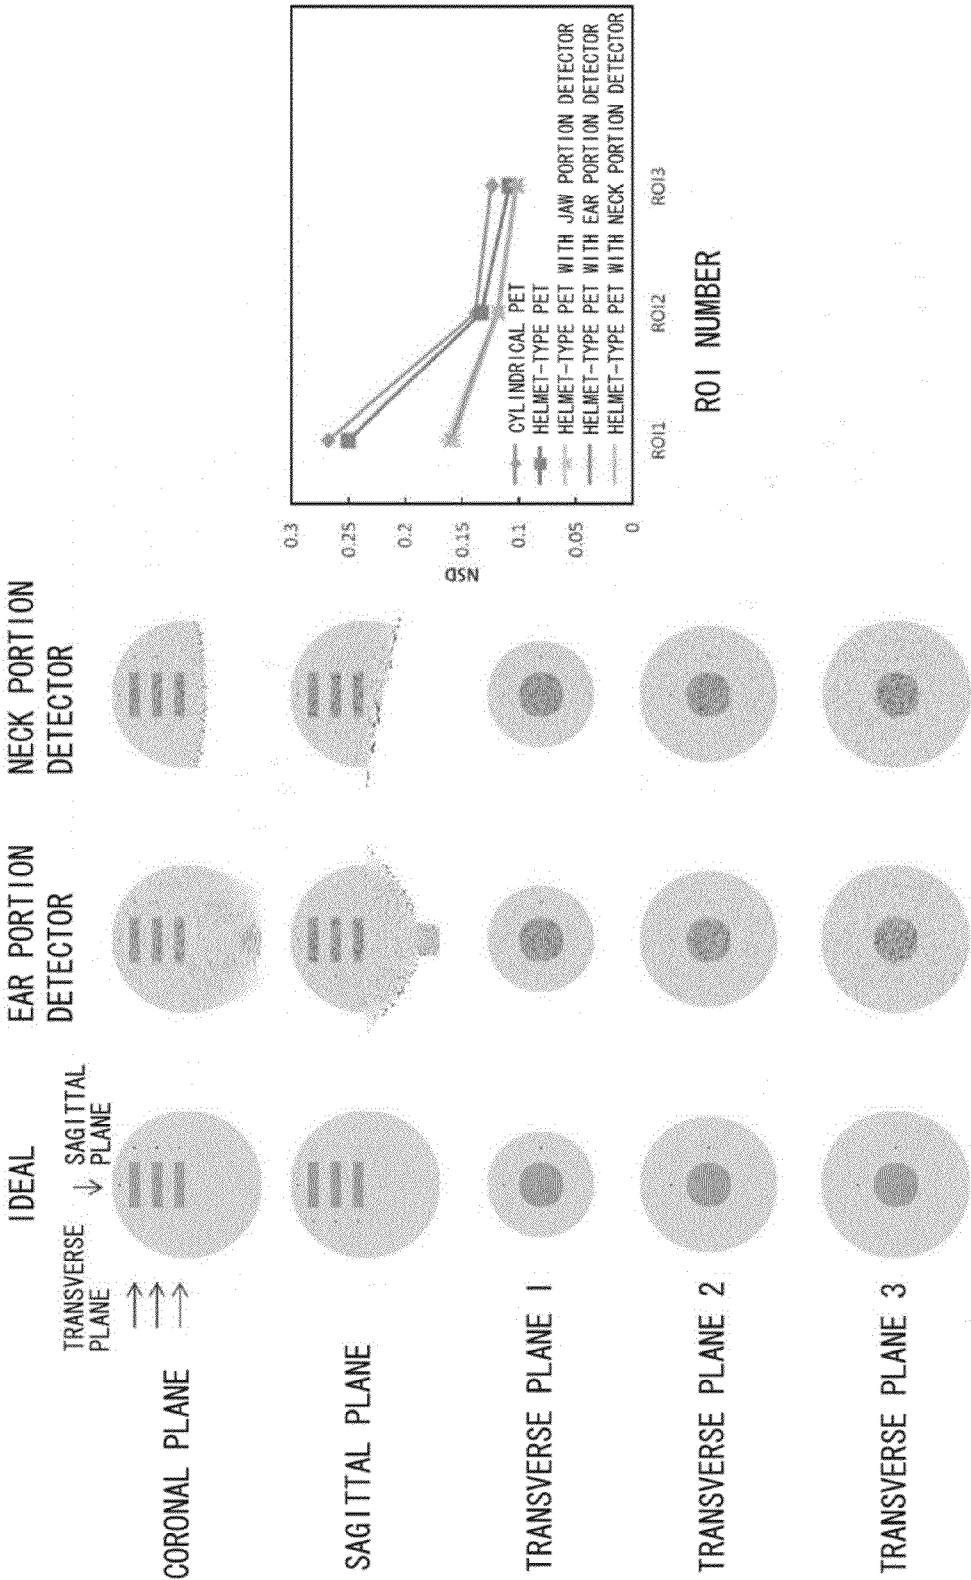 IDEAL
EAR PORTION
DETECTOR
NECK PORTION
DETECTOR
TRANSVERSE
PLANE
SAGITTAL
PLANE
CORONAL PLANE
SAGITTAL PLANE
TRANSVERSE PLANE 1
TRANSVERSE PLANE 2
TRANSVERSE PLANE 3
NSD
0.3
0.25
0.2
0.15
0.1
0.05
0
CYLINDRICAL PET
HELMET-TYPE PET
HELMET-TYPE PET WITH JAW PORTION DETECTOR
HELMET-TYPE PET WITH EAR PORTION DETECTOR
HELMET-TYPE PET WITH NECK PORTION DETECTOR
ROI1
ROI2
ROI3
ROI NUMBER